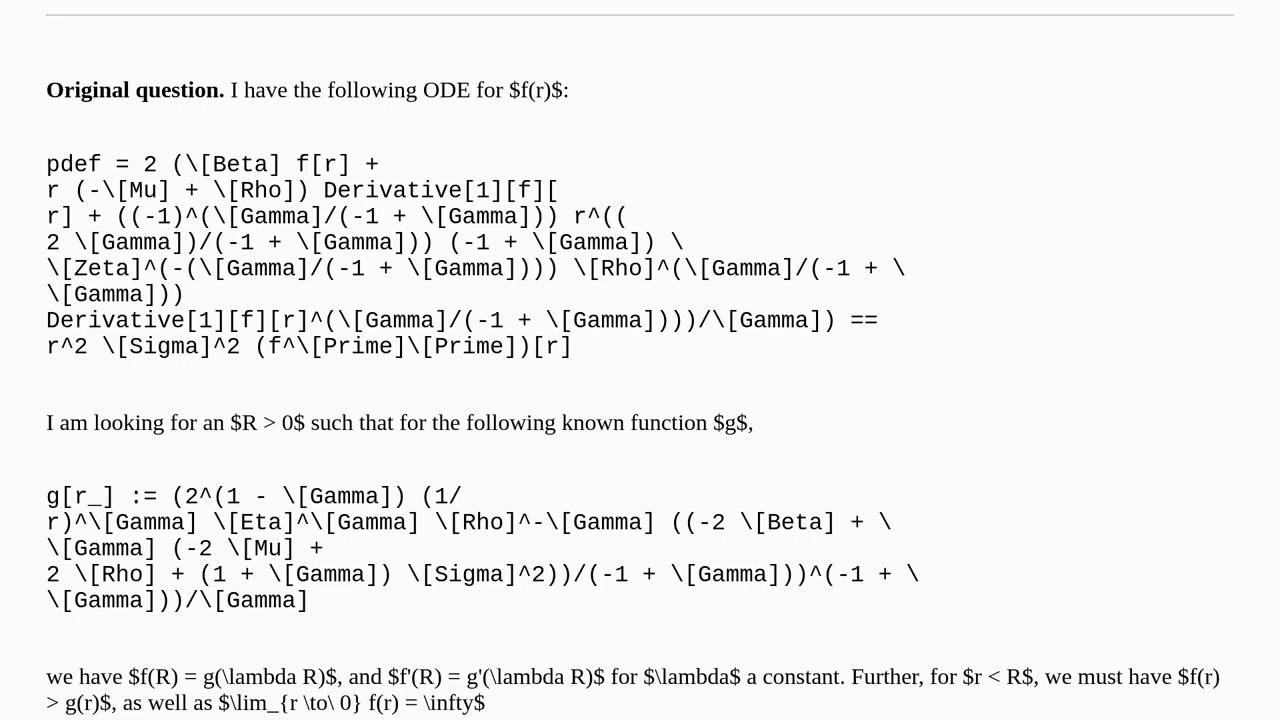 Original question. I have the following ODE for $f(r)$:
pdef = 2 (\[Beta] f[r] +
r (-\[Mu] + \[Rho]) Derivative[1][f][
r] + ((-1)^(\[Gamma]/(-1 + \[Gamma])) r^((
2 \[Gamma])/(-1 + \[Gamma])) (-1 + \[Gamma]) \
\[Zeta]^(-(\[Gamma]/(-1 + \[Gamma]))) \[Rho]^(\[Gamma]/(-1 + \
\[Gamma]))
Derivative[1][f][r]^(\[Gamma]/(-1 + \[Gamma])))/\[Gamma]) ==
r^2 \[Sigma]^2 (f^\[Prime]\[Prime])[r]
I am looking for an $R > 0$ such that for the following known function $g$,
g[r_] := (2^(1 - \[Gamma]) (1/
r)^\[Gamma] \[Eta]^\[Gamma] \[Rho]^-\[Gamma] ((-2 \[Beta] + \
\[Gamma] (-2 \[Mu] +
2 \[Rho] + (1 + \[Gamma]) \[Sigma]^2))/(-1 + \[Gamma]))^(-1 + \
\[Gamma]))/\[Gamma]
we have $f(R) = g(\lambda R)$, and $f'(R) = g'(\lambda R)$ for $\lambda$ a constant. Further, for $r < R$, we must have $f(r)
> g(r)$, as well as $\lim_{r \to\ 0} f(r) = \infty$